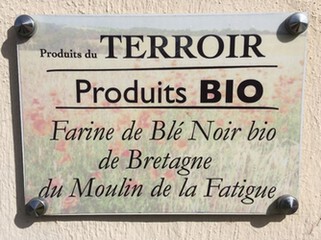 Produits du TERROIR
Produits BIO
Farine de Blé Noir bio
de Bretagne
du Moulin de la Fatigue